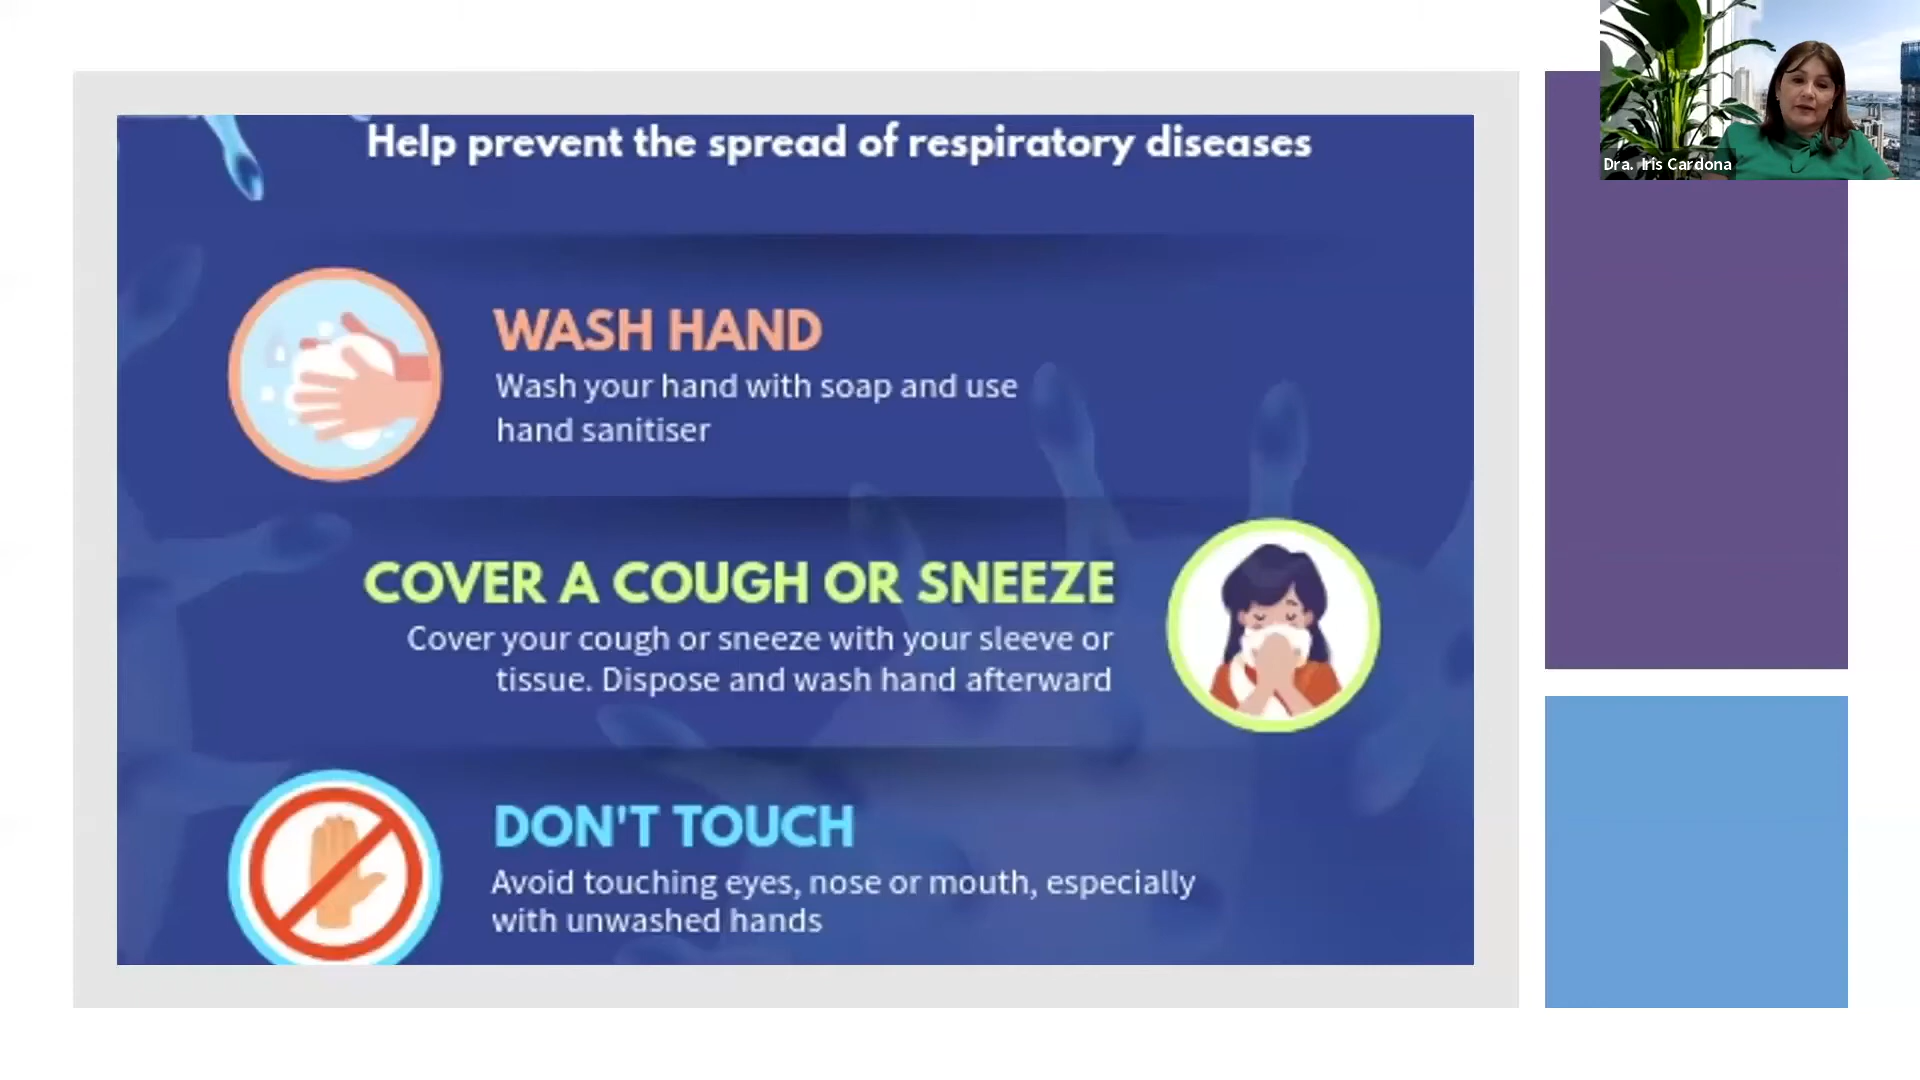 Help prevent the spread of respiratory diseases
WASH HAND
Wash your hand with soap and use
hand sanitiser
COVER A COUGH OR SNEEZE
Cover your cough or sneeze with your sleeve or
tissue. Dispose and wash hand afterward
DON'T TOUCH
Avoid touching eyes, nose or mouth, especially
with unwashed hands
Dra. Iris Cardona